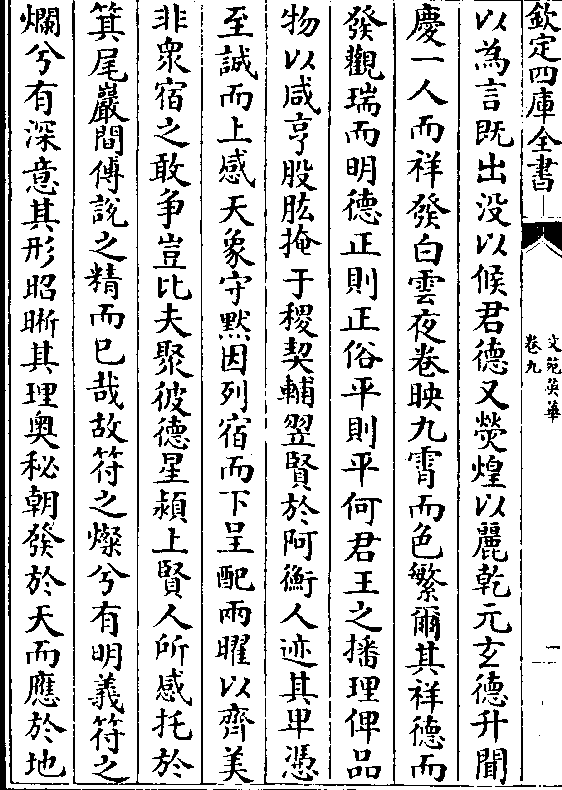 欽定四庫全書
文苑英華
卷九
一
以為言既出没以候君德又熒煌以麗乾元玄德升聞
慶一人而祥發白雲夜卷映九霄而色繁爾其祥德而
發觀瑞而明德正則正俗平則平何君王之播理俾品
物以咸亨股肱掩于稷契輔翌賢於阿衡人迹其卑憑
至誠而上感天象守默因列宿而下呈配兩曜以齊美
非衆宿之敢争豈比夫聚彼德星潁上賢人所感托於
箕尾巖間傅說之精而已哉故符之燦兮有明義符之
爛兮有深意其形昭晰其理奥秘朝發於天而應於地